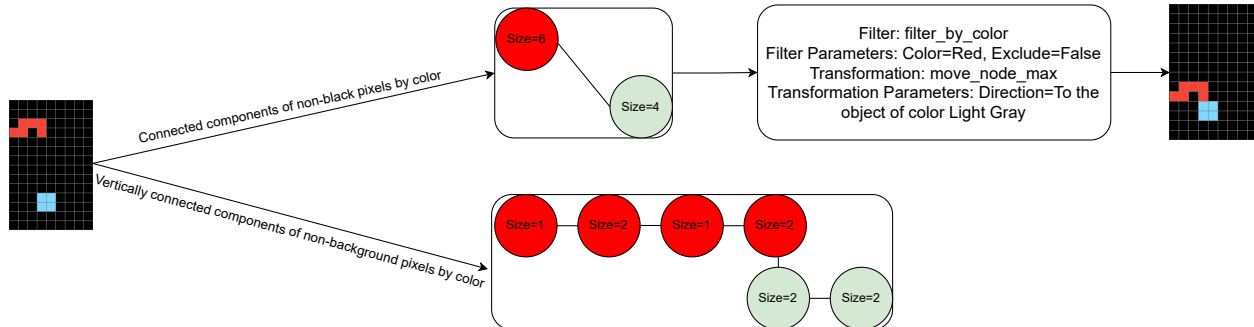 Connected components of non-black pixels by color
Size=6
Size=4
Filter: filter_by_color
Filter Parameters: Color=Red, Exclude=False
Transformation: move_node_max
Transformation Parameters: Direction=To the
object of color Light Gray
Vertically connected components of non-background pixels by color
Size=1
Size=2
Size=1
Size=2
Size=2
Size=2